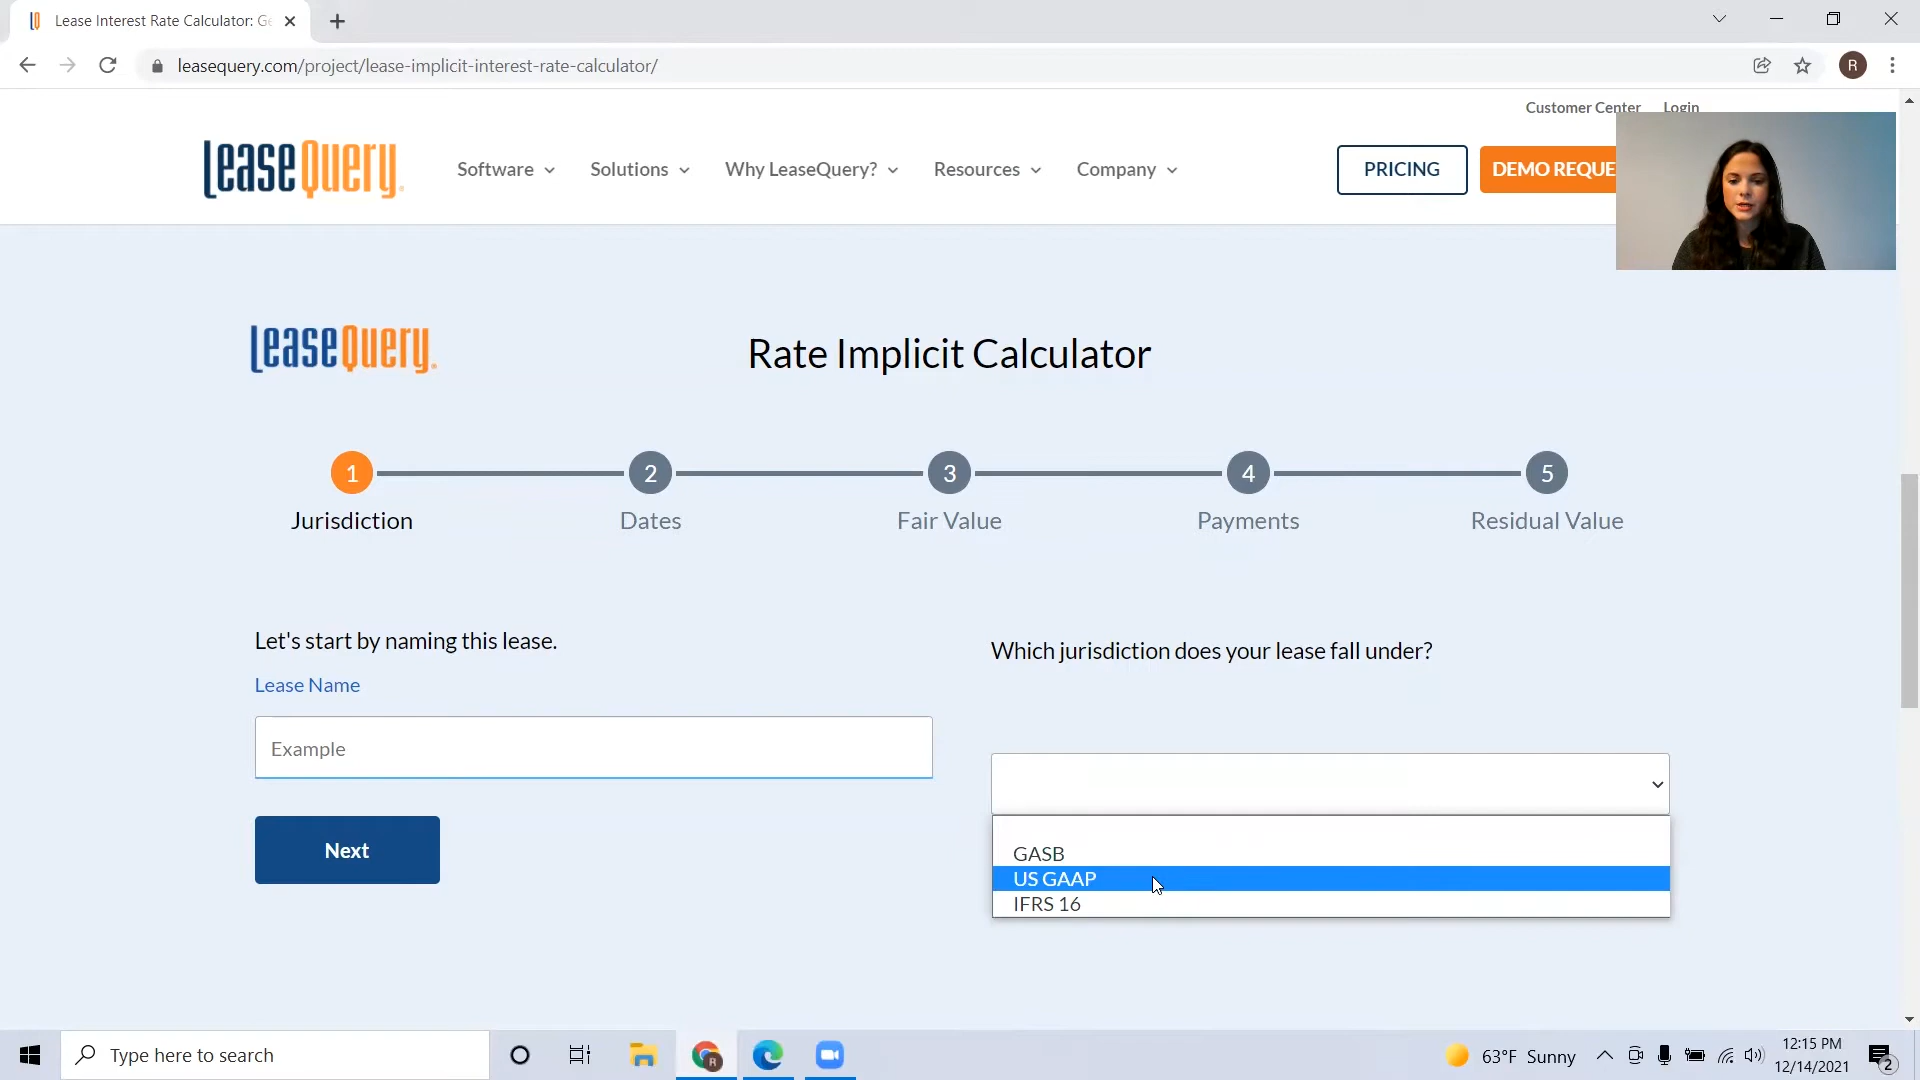 Lease Interest Rate Calculator: Ge
leasequery.com/project/lease-implicit-interest-rate-calculator/
R
Customer Center Login
LeaseQuery.
Software
Solutions
Why LeaseQuery?
Resources
Company
PRICING
DEMO REQUE
LeaseQuery.
Rate Implicit Calculator
1 2 3 4 5
Jurisdiction Dates Fair Value Payments Residual Value
Let's start by naming this lease.
Lease Name
Example
Next
Which jurisdiction does your lease fall under?
GASB
US GAAP
IFRS 16
Type here to search
R
63°F Sunny
12:15 PM
12/14/2021
2